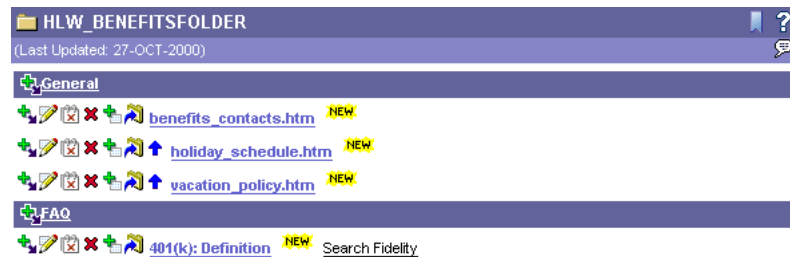 HLW_BENEFITSFOLDER ?
(Last Updated: 27-OCT-2000)
General
benefits_contacts.htm NEW
holiday_schedule.htm NEW
vacation_policy.htm NEW
FAQ
401(k): Definition NEW Search Fidelity